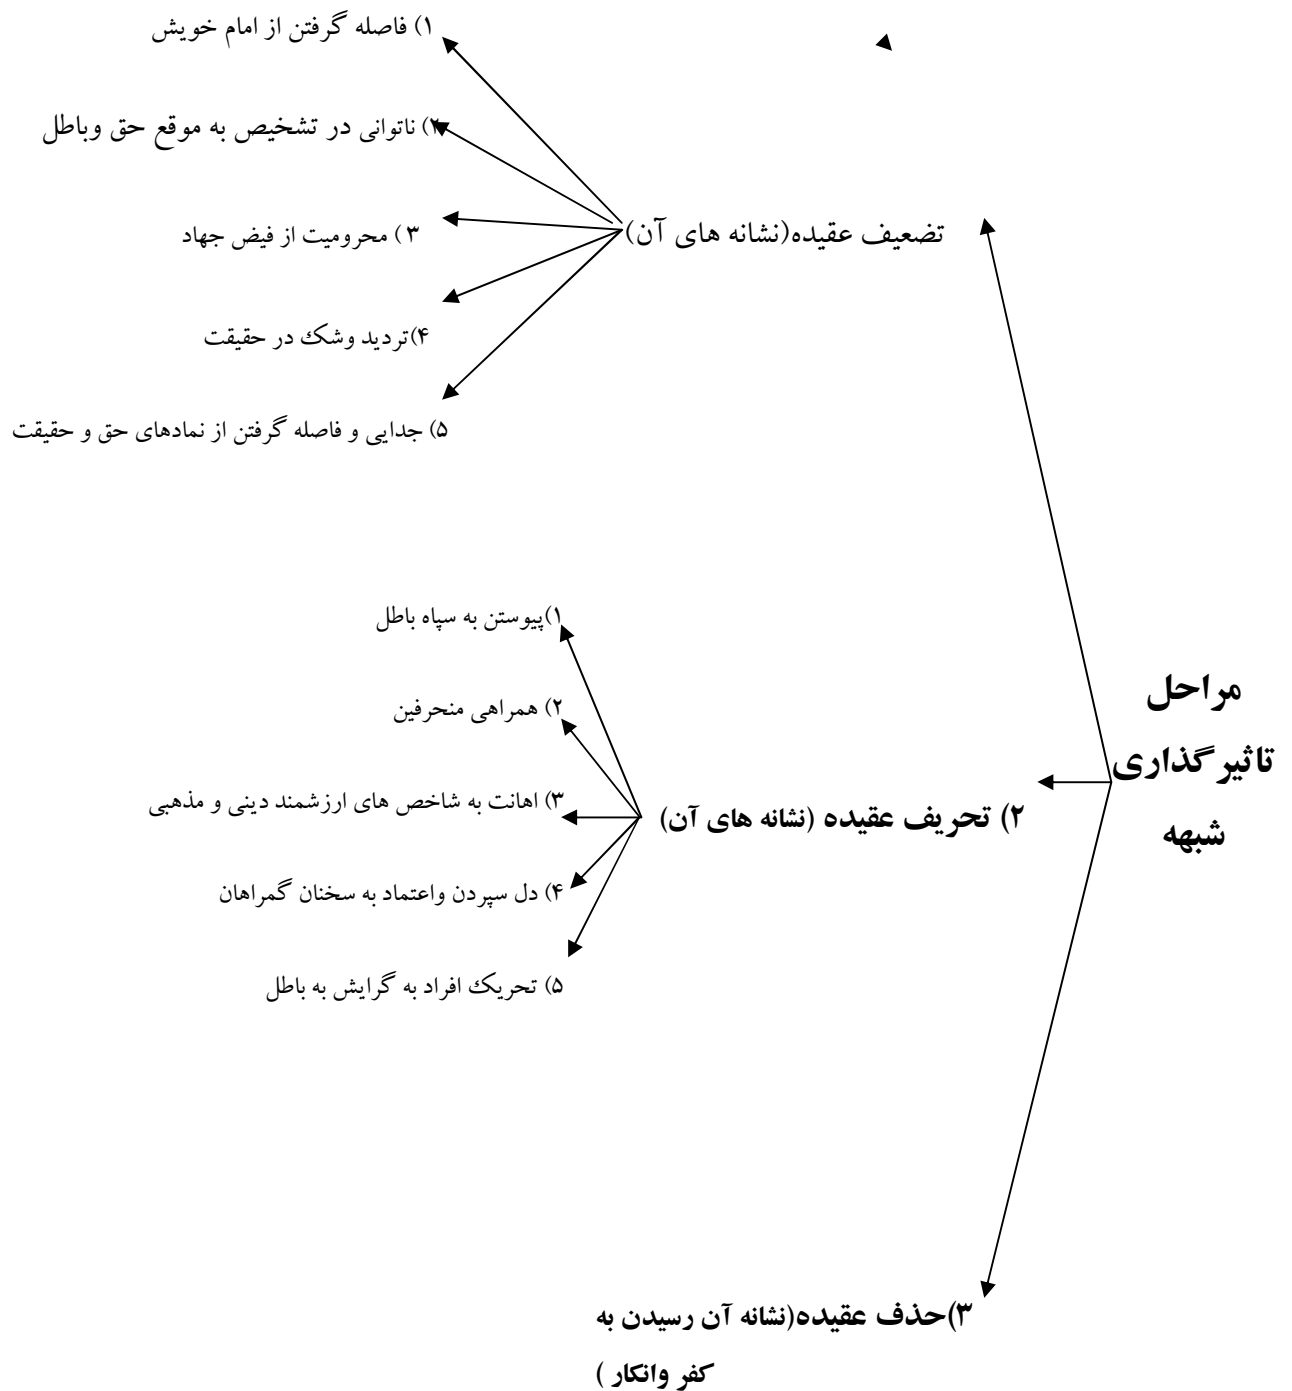 مراحل
تاثیر گذاری
شبهه
تضعیف عقیده(نشانه های آن)
۱) فاصله گرفتن از امام خویش
۲) ناتوانی در تشخیص به موقع حق وباطل
۳ ) محرومیت از فیض جهاد
۴)تردید وشک در حقیقت
۵) جدایی و فاصله گرفتن از نمادهای حق و حقیقت
۲) تحریف عقیده (نشانه های آن)
۱)پیوستن به سپاه باطل
۲) همراهی منحرفین
۳) اهانت به شاخص های ارزشمند دینی و مذهبی
۴) دل سپردن واعتماد به سخنان گمراهان
۵) تحریک افراد به گرایش به باطل
۳)حذف عقیده(نشانه آن رسیدن به
کفر وانکار )